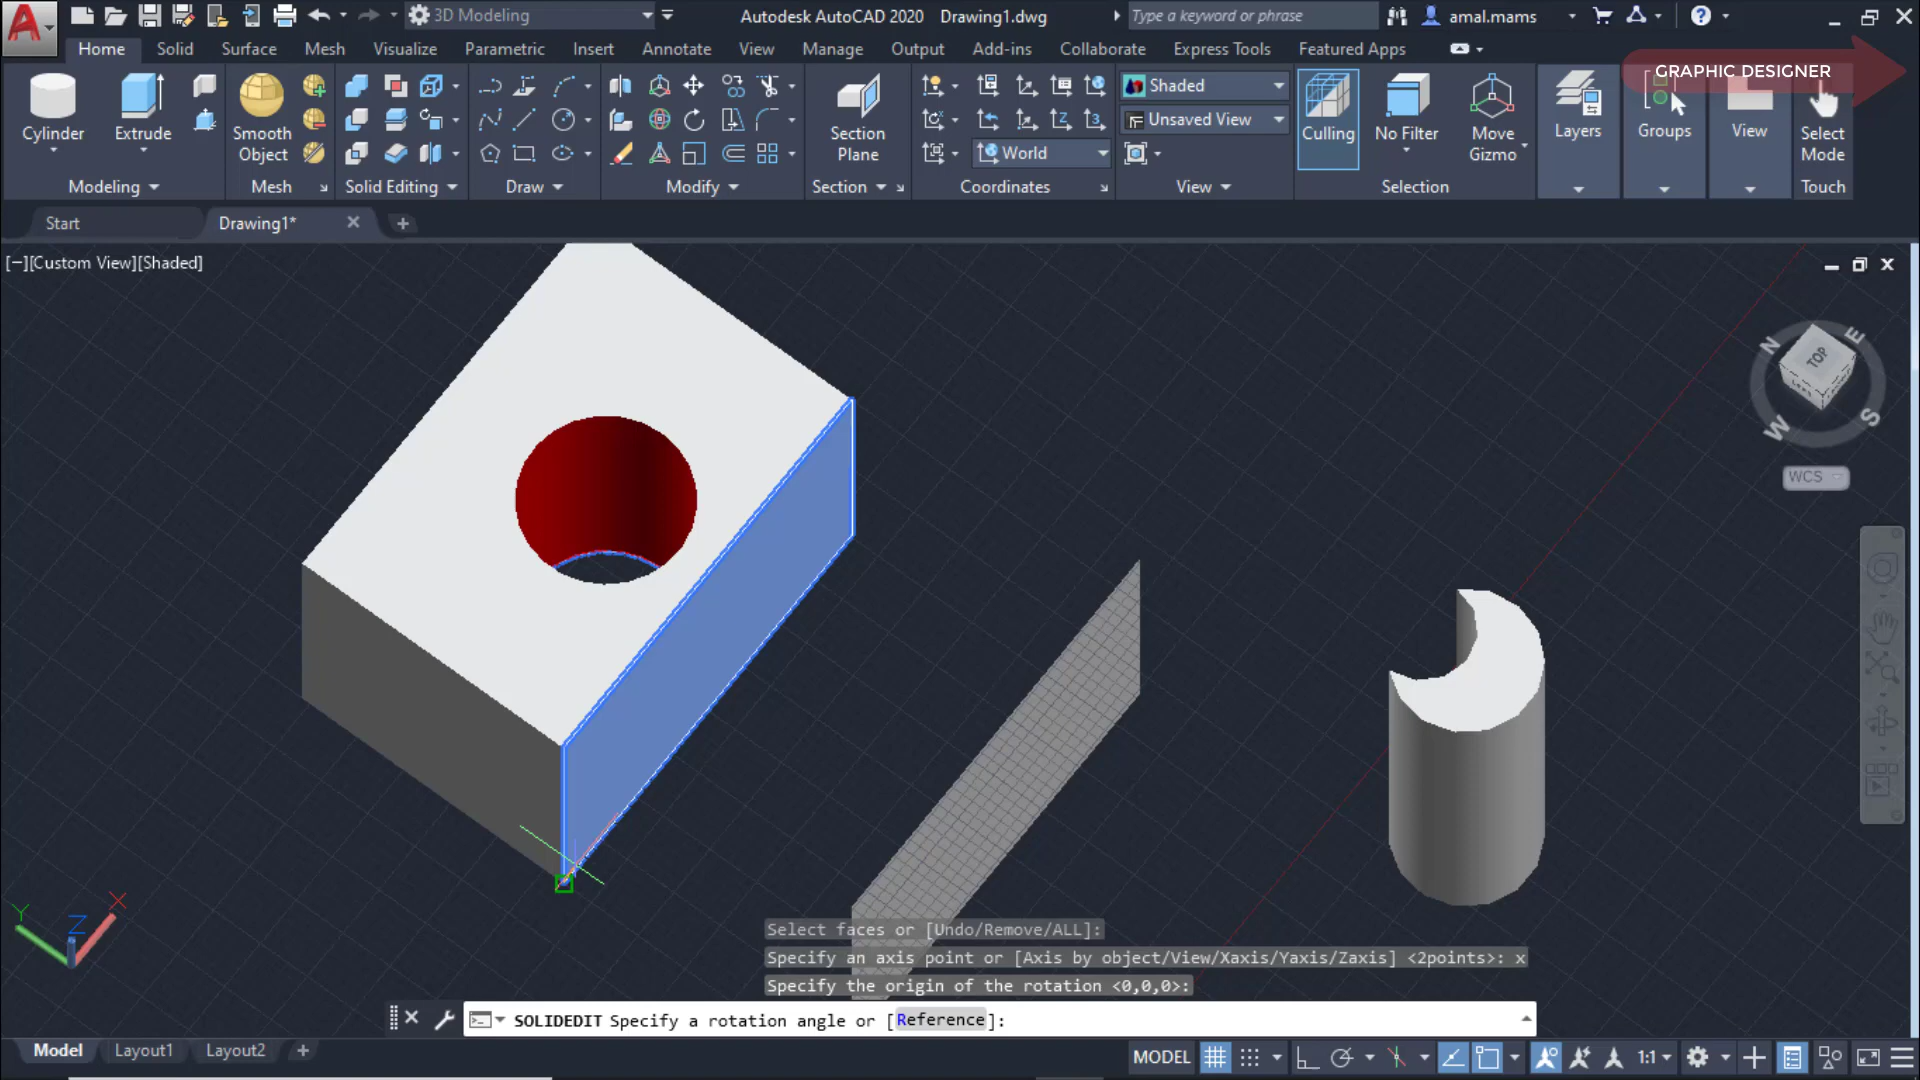 3D Modeling
Autodesk AutoCAD 2020 Drawing1.dwg
Type a keyword or phrase
amal.mams
Home Solid Surface Mesh Visualize Parametric Insert Annotate View Manage Output Add-ins Collaborate Express Tools Featured Apps
GRAPHIC DESIGNER
Cylinder
Extrude
Smooth Object
Section Plane
World
Shaded
Unsaved View
Culling
No Filter
Move Gizmo
Layers
Groups
View
Select Mode
Modeling Mesh Solid Editing Draw Modify Section Coordinates View Selection Touch
Start Drawing1*
[−][Custom View][Shaded]
N E
TOP
W S
WCS
Y Z X
Select faces or [Undo/Remove/ALL]:
Specify an axis point or [Axis by object/View/Xaxis/Yaxis/Zaxis] <2points>: x
Specify the origin of the rotation <0,0,0>:
SOLIDEDIT Specify a rotation angle or [Reference]:
Model Layout1 Layout2
MODEL 1:1